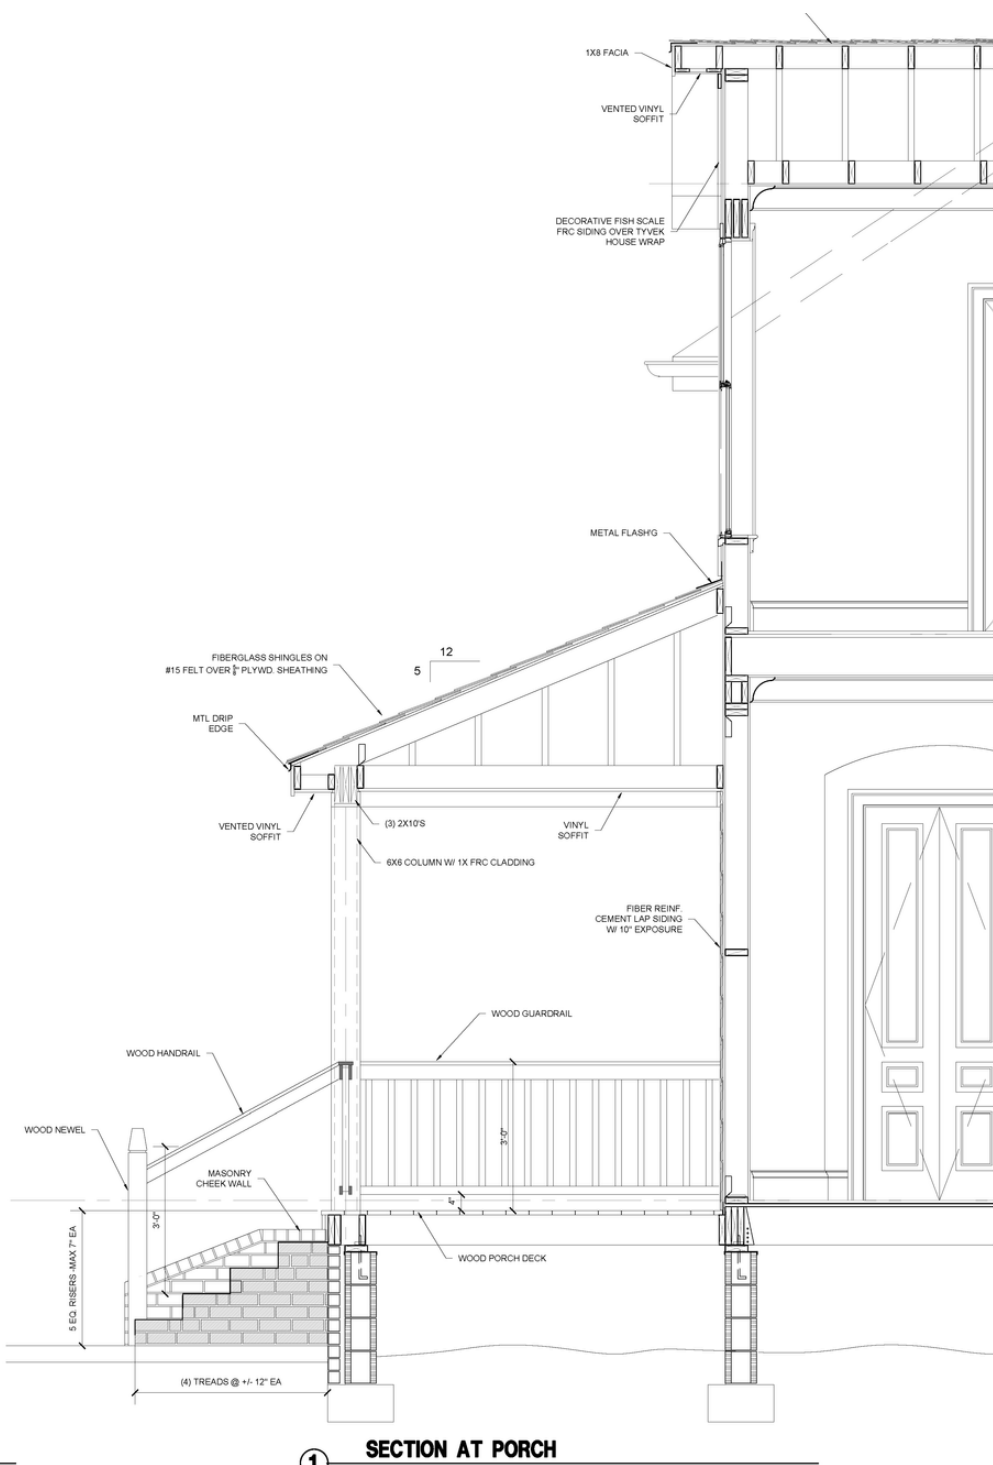 1X8 FACIA
VENTED VINYL
SOFFIT
DECORATIVE FISH SCALE
FRC SIDING OVER TYVEK
HOUSE WRAP
METAL FLASH'G
12
5
FIBERGLASS SHINGLES ON
#15 FELT OVER 5/8" PLYWD. SHEATHING
MTL DRIP
EDGE
VENTED VINYL
SOFFIT
(3) 2X10'S
VINYL
SOFFIT
6X6 COLUMN W/ 1X FRC CLADDING
FIBER REINF.
CEMENT LAP SIDING
W/ 10" EXPOSURE
WOOD GUARDRAIL
WOOD HANDRAIL
WOOD NEWEL
3'-0"
MASONRY
CHEEK WALL
4"
3'-0"
WOOD PORCH DECK
5 EQ. RISERS -MAX 7" EA
(4) TREADS @ +/- 12" EA
1
SECTION AT PORCH